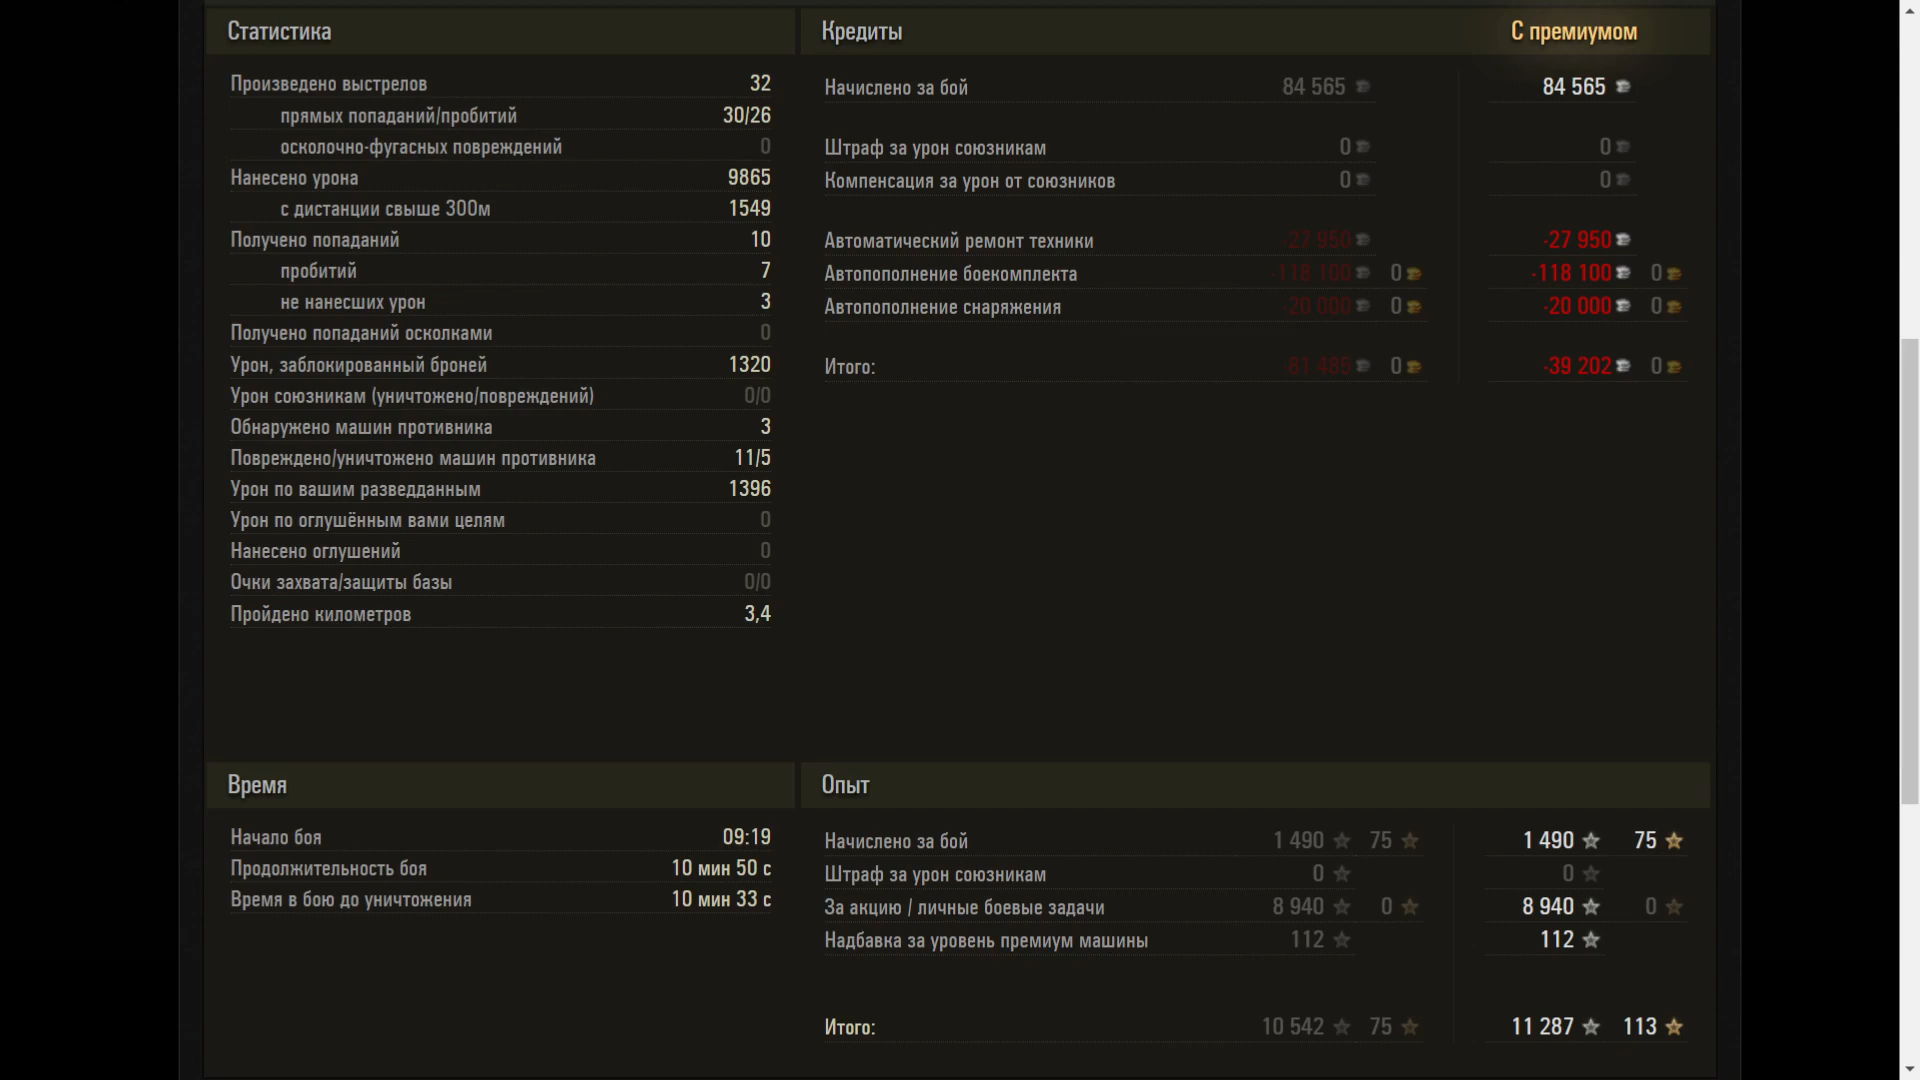 Статистика
Произведено выстрелов 32
прямых попаданий/пробитий 30/26
осколочно-фугасных повреждений 0
Нанесено урона 9865
с дистанции свыше 300м 1549
Получено попаданий 10
пробитий 7
не нанесших урон 3
Получено попаданий осколками 0
Урон, заблокированный броней 1320
Урон союзникам (уничтожено/повреждений) 0/0
Обнаружено машин противника 3
Повреждено/уничтожено машин противника 11/5
Урон по вашим разведданным 1396
Урон по оглушённым вами целям 0
Нанесено оглушений 0
Очки захвата/защиты базы 0/0
Пройдено километров 3,4
Кредиты С премиумом
Начислено за бой 84 565 84 565
Штраф за урон союзникам 0 0
Компенсация за урон от союзников 0 0
Автоматический ремонт техники -27 950 -27 950
Автопополнение боекомплекта -118 100 0 -118 100 0
Автопополнение снаряжения -20 000 0 -20 000 0
Итого: -81 485 0 -39 202 0
Время
Начало боя 09:19
Продолжительность боя 10 мин 50 с
Время в бою до уничтожения 10 мин 33 с
Опыт
Начислено за бой 1 490 75 1 490 75
Штраф за урон союзникам 0 0
За акцию / личные боевые задачи 8 940 0 8 940 0
Надбавка за уровень премиум машины 112 112
Итого: 10 542 75 11 287 113